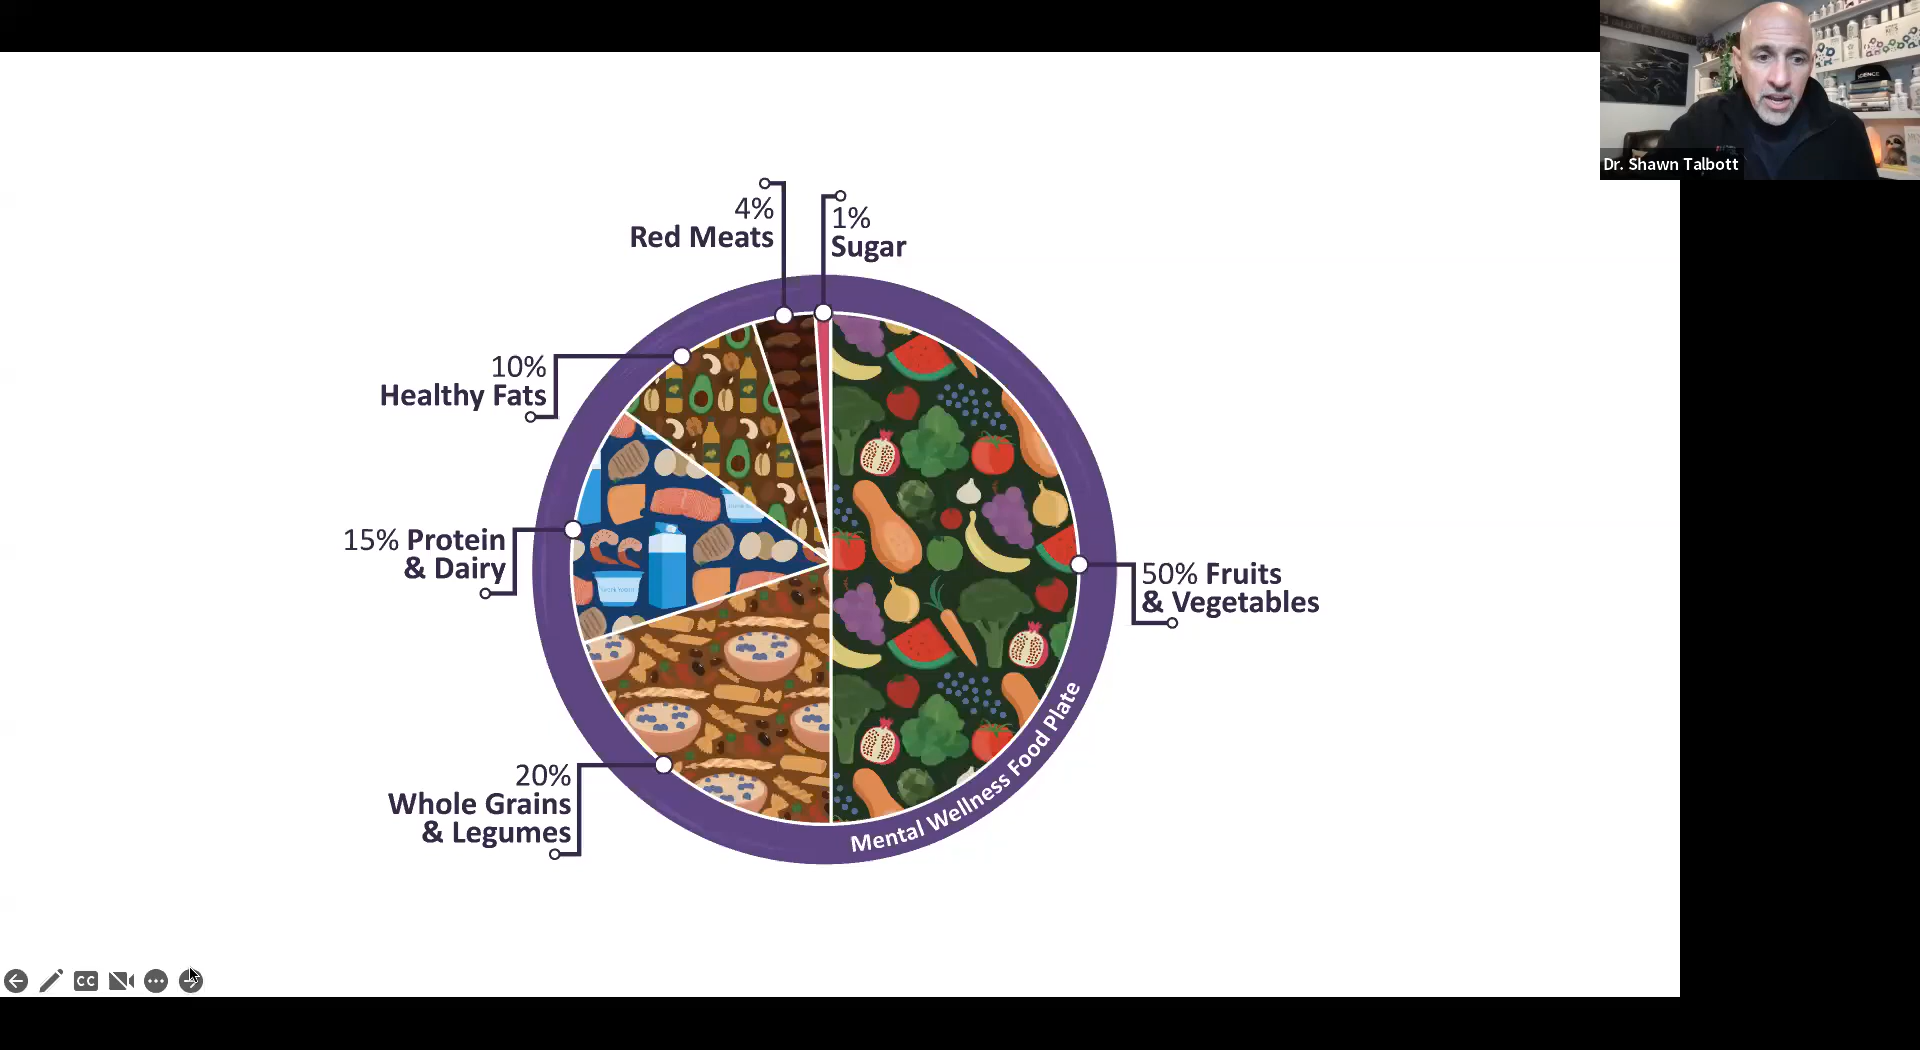 Dr. Shawn Talbott
4%
Red Meats
1%
Sugar
10%
Healthy Fats
15% Protein
& Dairy
50% Fruits
& Vegetables
20%
Whole Grains
& Legumes
Mental Wellness Food Plate
CC